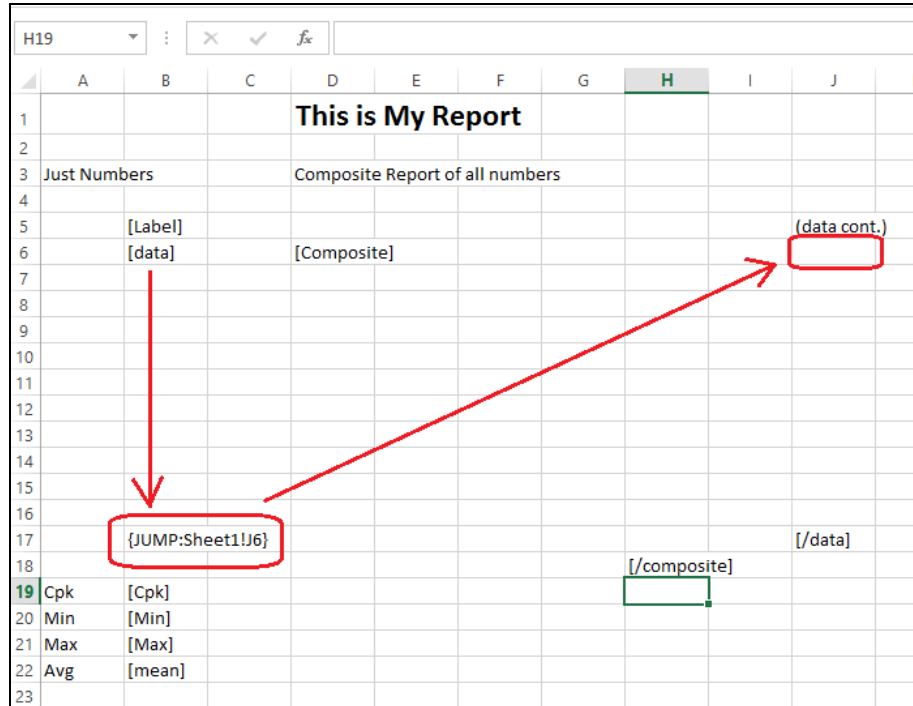 H19 fx
A B C D E F G H I J
1 This is My Report
2
3 Just Numbers Composite Report of all numbers
4
5 [Label] (data cont.)
6 [data] [Composite]
7
8
9
10
11
12
13
14
15
16
17 {JUMP:Sheet1!J6} [/data]
18 [/composite]
19 Cpk [Cpk]
20 Min [Min]
21 Max [Max]
22 Avg [mean]
23